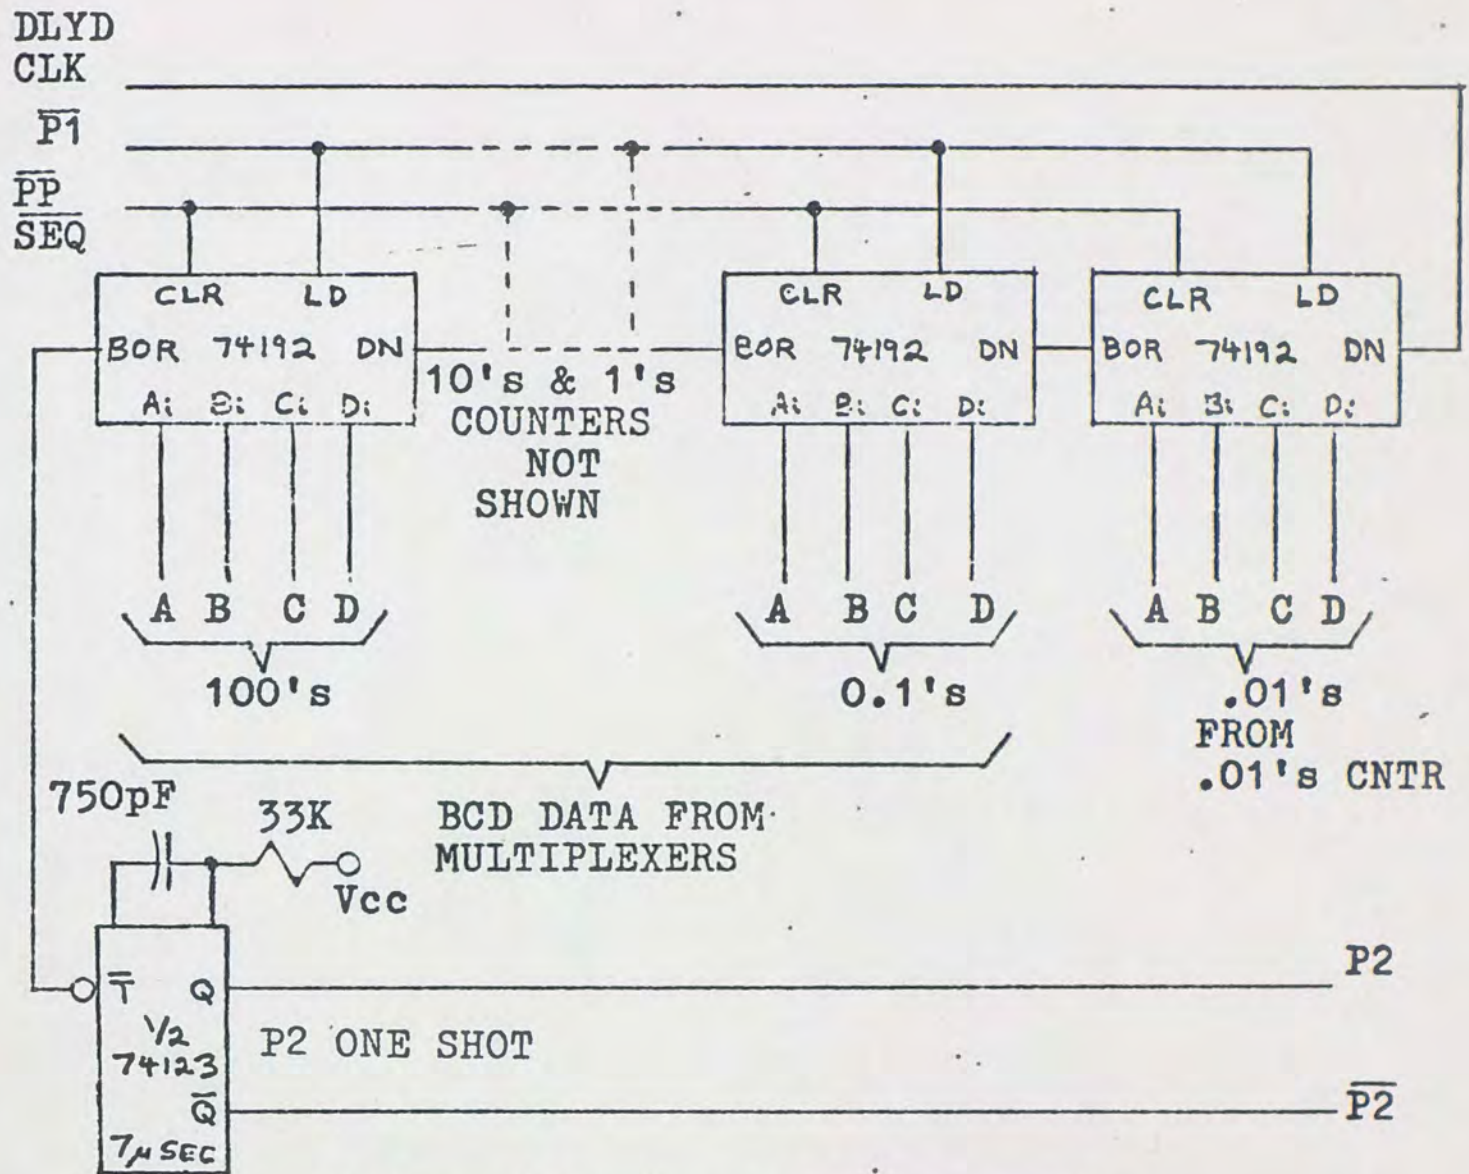 DLYD
CLK
P1
PP
SEQ
CLR LD
BOR 74192 DN
Ai Bi Ci Di
10's & 1's
COUNTERS
NOT
SHOWN
CLR LD
BOR 74192 DN
Ai Bi Ci Di
CLR LD
BOR 74192 DN
Ai Bi Ci Di
A B C D
100's
A B C D
0.1's
A B C D
.01's
FROM
.01's CNTR
BCD DATA FROM
MULTIPLEXERS
750pF
33K
Vcc
T Q
1/2
74123
Q
7μSEC
P2 ONE SHOT
P2
P2